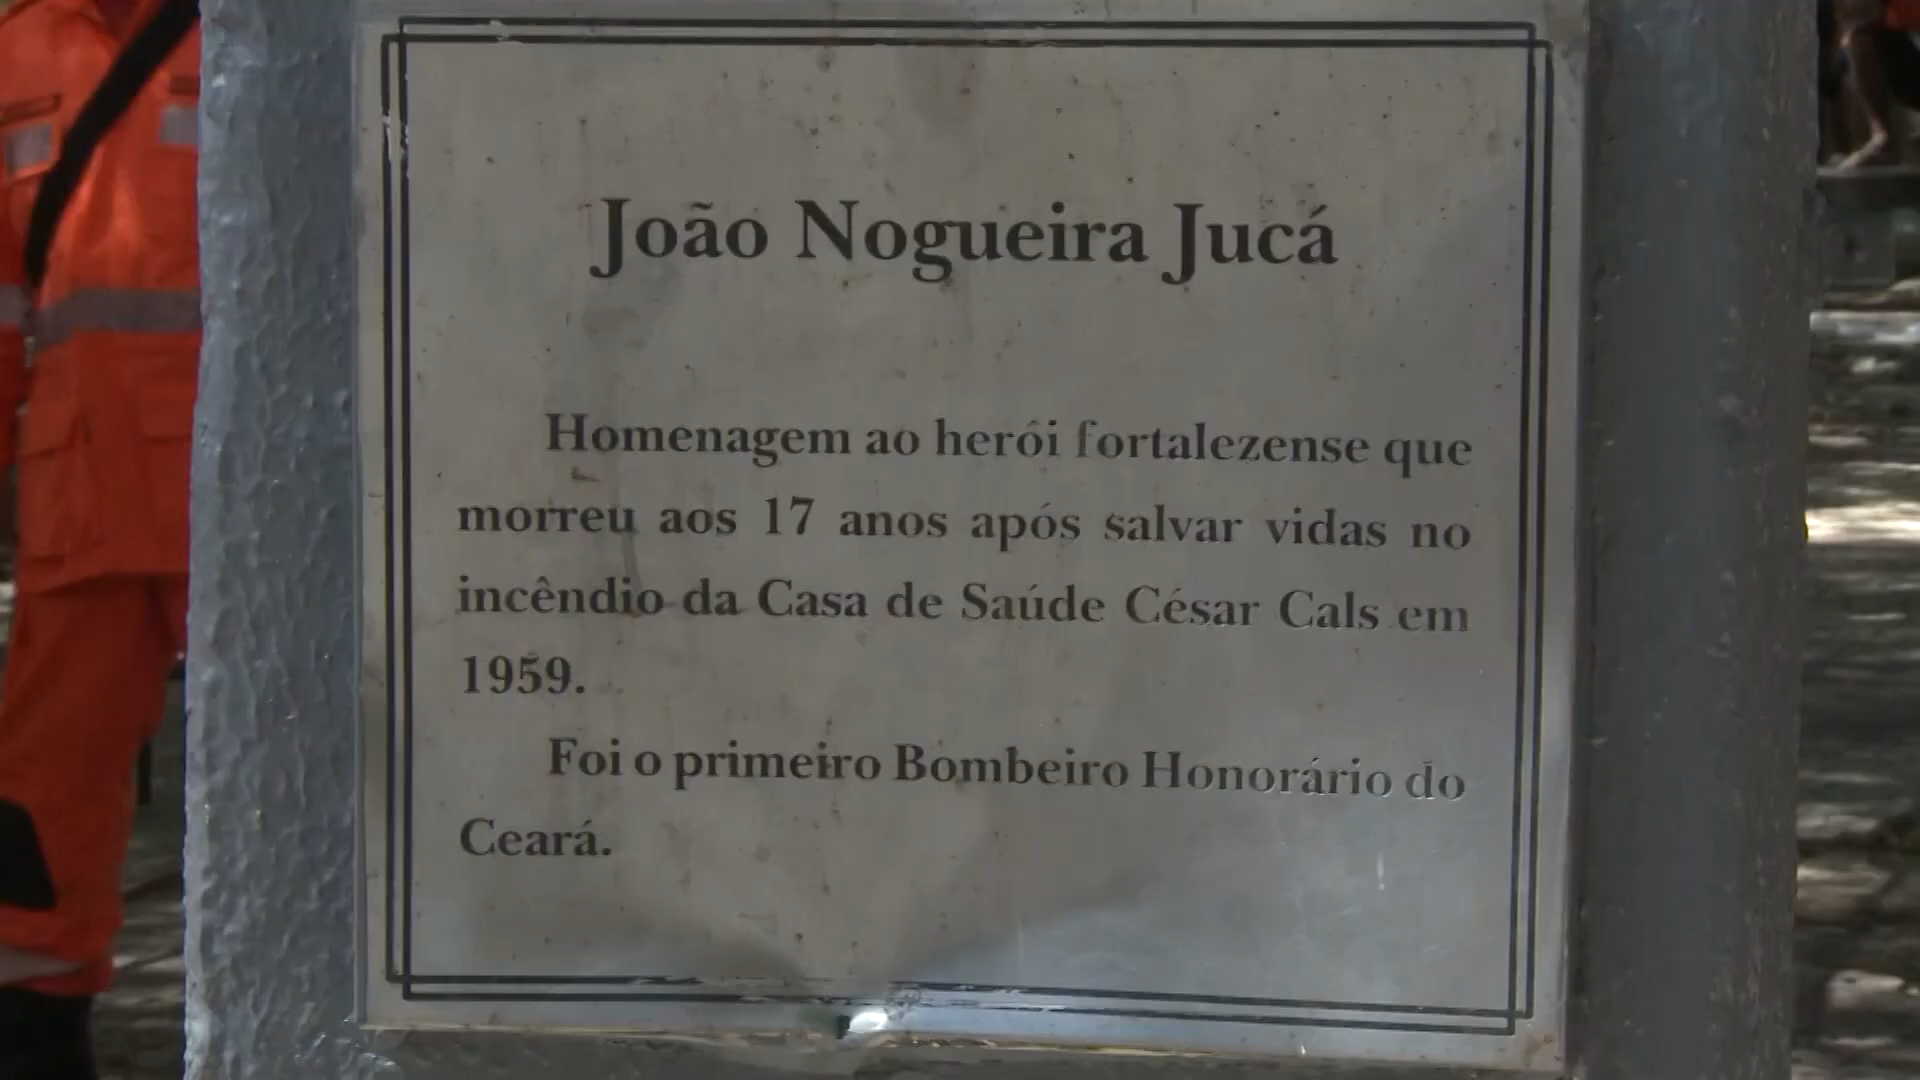 João Nogueira Jucá
Homenagem ao herói fortalezense que
morreu aos 17 anos após salvar vidas no
incêndio da Casa de Saúde César Cals em
1959.
Foi o primeiro Bombeiro Honorário do
Ceará.